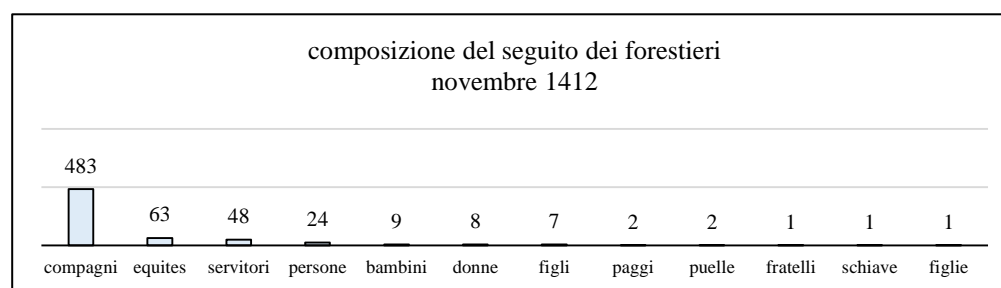 composizione del seguito dei forestieri
novembre 1412
483 63 48 24 9 8 7 2 2 1 1 1
compagni equites servitori persone bambini donne figli paggi puelle fratelli schiave figlie